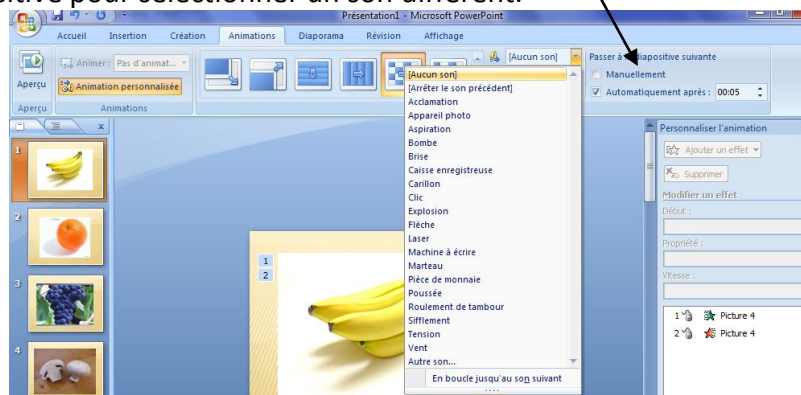 sitive pour sélectionner un son différent.
Présentation1 - Microsoft PowerPoint
Accueil Insertion Création Animations Diaporama Révision Affichage
Aperçu
Aperçu
Animer : Pas d'animat...
Animation personnalisée
Animations
[Aucun son]
Passer à la diapositive suivante
Manuellement
Automatiquement après : 00:05
[Aucun son]
[Arrêter le son précédent]
Acclamation
Appareil photo
Aspiration
Bombe
Brise
Caisse enregistreuse
Carillon
Clic
Explosion
Flèche
Laser
Machine à écrire
Marteau
Pièce de monnaie
Poussée
Roulement de tambour
Sifflement
Tension
Vent
Autre son...
En boucle jusqu'au son suivant
1
2
3
4
1
2
Personnaliser l'animation
Ajouter un effet
Supprimer
Modifier un effet
Début :
Propriété :
Vitesse :
1 Picture 4
2 Picture 4